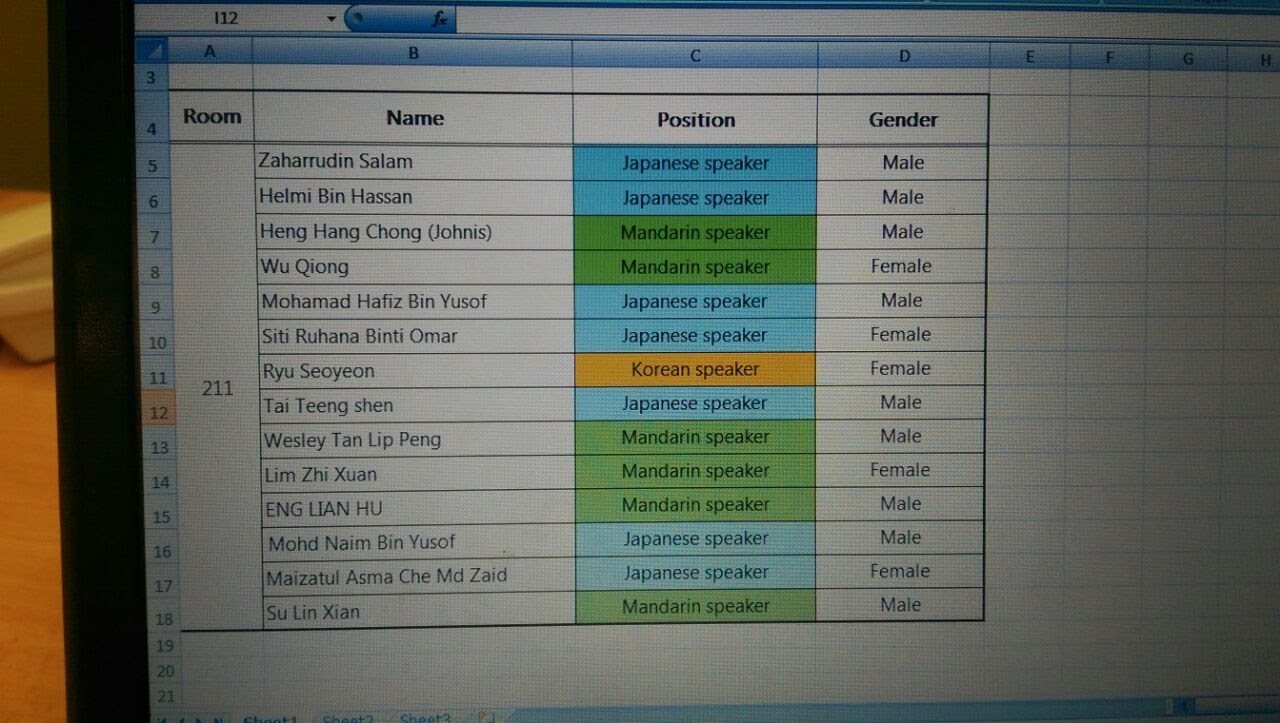 I12 fx
A B C D E F G H
3
4 Room Name Position Gender
5 Zaharrudin Salam Japanese speaker Male
6 Helmi Bin Hassan Japanese speaker Male
7 Heng Hang Chong (Johnis) Mandarin speaker Male
8 Wu Qiong Mandarin speaker Female
9 Mohamad Hafiz Bin Yusof Japanese speaker Male
10 Siti Ruhana Binti Omar Japanese speaker Female
11 211 Ryu Seoyeon Korean speaker Female
12 Tai Teeng shen Japanese speaker Male
13 Wesley Tan Lip Peng Mandarin speaker Male
14 Lim Zhi Xuan Mandarin speaker Female
15 ENG LIAN HU Mandarin speaker Male
16 Mohd Naim Bin Yusof Japanese speaker Male
17 Maizatul Asma Che Md Zaid Japanese speaker Female
18 Su Lin Xian Mandarin speaker Male
19
20
21
Sheet1 Sheet2 Sheet3